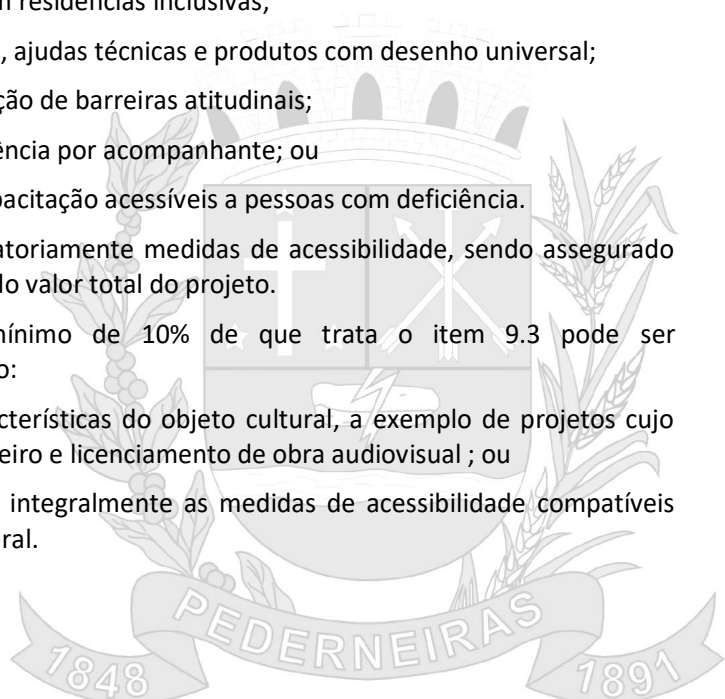 residências inclusivas;
, ajudas técnicas e produtos com desenho universal;
ção de barreiras atitudinais;
ência por acompanhante; ou
pacitação acessíveis a pessoas com deficiência.
atoriamente medidas de acessibilidade, sendo assegurado
do valor total do projeto.
mínimo de 10% de que trata o item 9.3 pode ser
o:
acterísticas do objeto cultural, a exemplo de projetos cujo
eiro e licenciamento de obra audiovisual ; ou
integralmente as medidas de acessibilidade compatíveis
ral.
PEDERNEIRAS
1848 1891